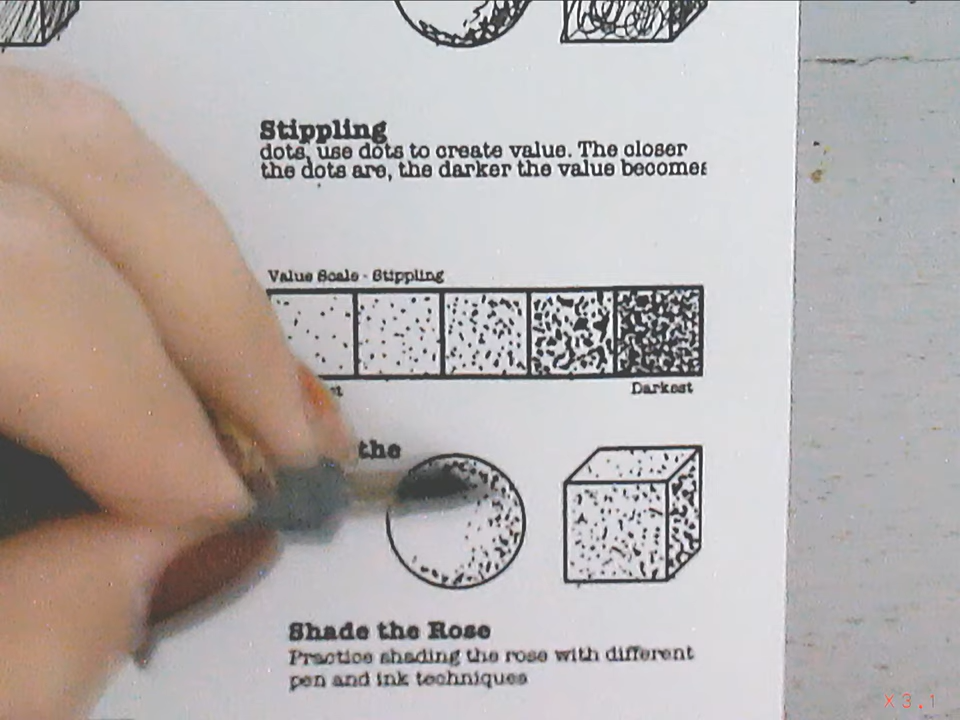 Stippling
dots, use dots to create value. The closer
the dots are, the darker the value becomes
Value Scale - Stippling
Darkest
the
Shade the Rose
Practice shading the rose with different
pen and ink techniques
X3.1